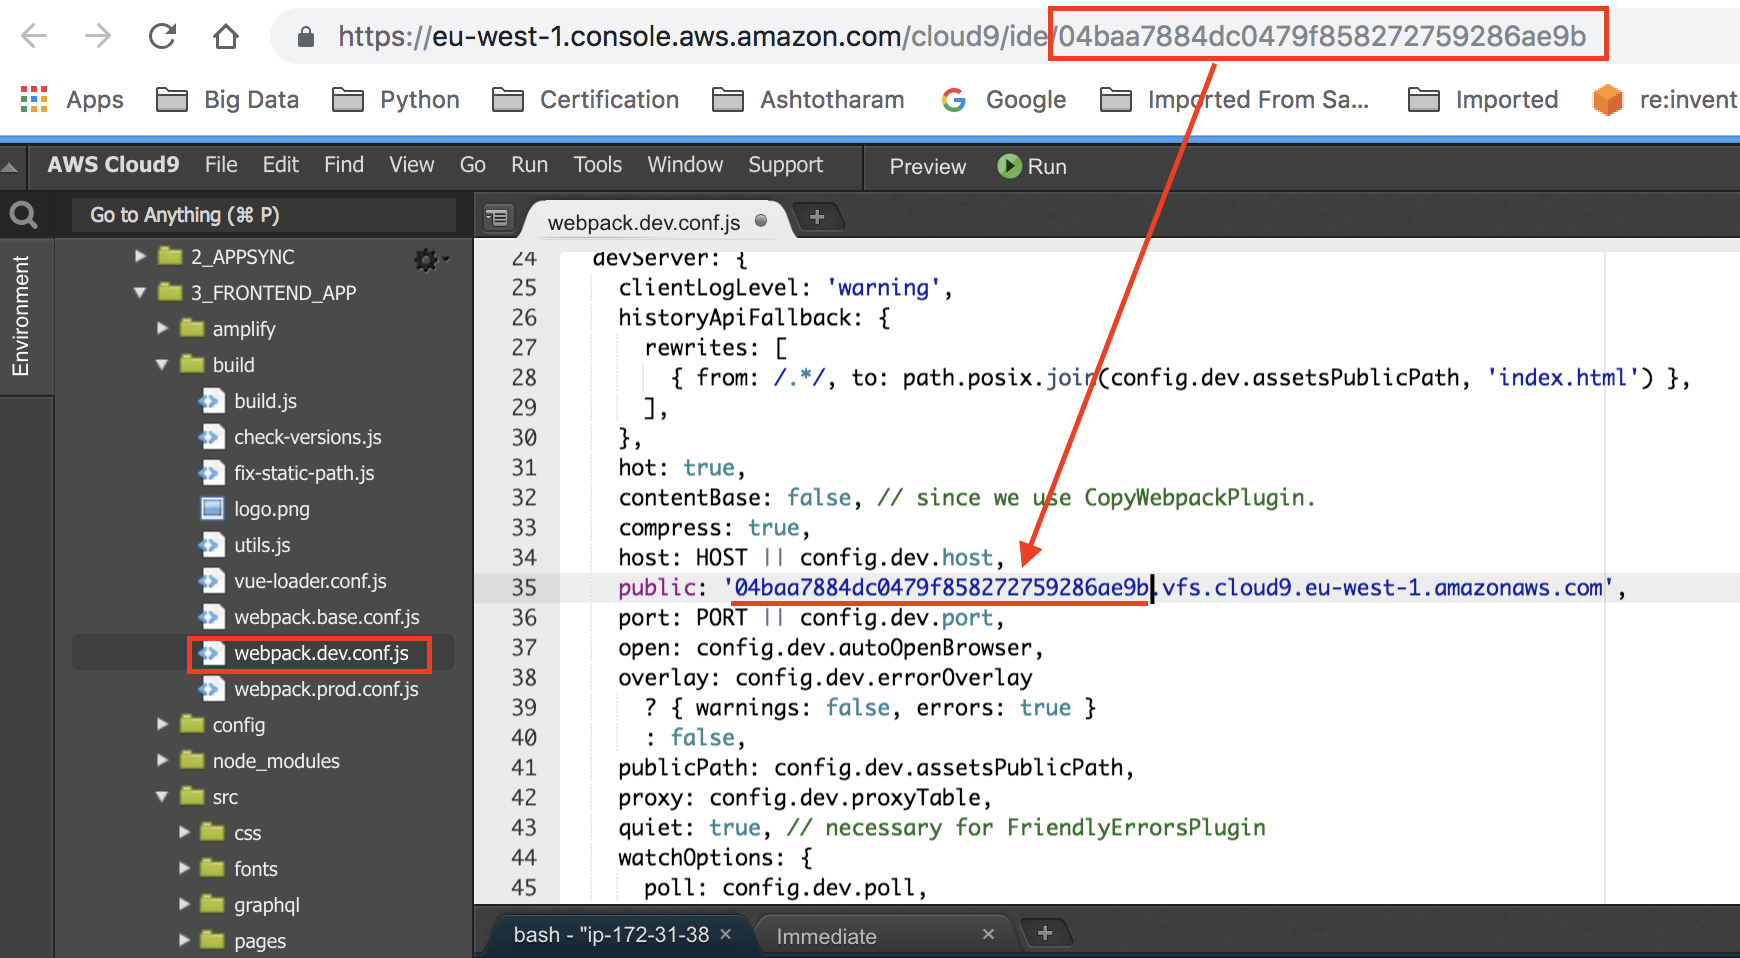 https://eu-west-1.console.aws.amazon.com/cloud9/ide/04baa7884dc0479f858272759286ae9b
Apps Big Data Python Certification Ashtotharam Google Imported From Sa... Imported re:invent
AWS Cloud9 File Edit Find View Go Run Tools Window Support Preview Run
Go to Anything (⌘ P)
webpack.dev.conf.js
Environment
2_APPSYNC
3_FRONTEND_APP
amplify
build
build.js
check-versions.js
fix-static-path.js
logo.png
utils.js
vue-loader.conf.js
webpack.base.conf.js
webpack.dev.conf.js
webpack.prod.conf.js
config
node_modules
src
css
fonts
graphql
pages
24 devServer: {
25 clientLogLevel: 'warning',
26 historyApiFallback: {
27 rewrites: [
28 { from: /.*/, to: path.posix.join(config.dev.assetsPublicPath, 'index.html') },
29 ],
30 },
31 hot: true,
32 contentBase: false, // since we use CopyWebpackPlugin.
33 compress: true,
34 host: HOST || config.dev.host,
35 public: '04baa7884dc0479f858272759286ae9b.vfs.cloud9.eu-west-1.amazonaws.com',
36 port: PORT || config.dev.port,
37 open: config.dev.autoOpenBrowser,
38 overlay: config.dev.errorOverlay
39 ? { warnings: false, errors: true }
40 : false,
41 publicPath: config.dev.assetsPublicPath,
42 proxy: config.dev.proxyTable,
43 quiet: true, // necessary for FriendlyErrorsPlugin
44 watchOptions: {
45 poll: config.dev.poll,
bash - "ip-172-31-38 Immediate